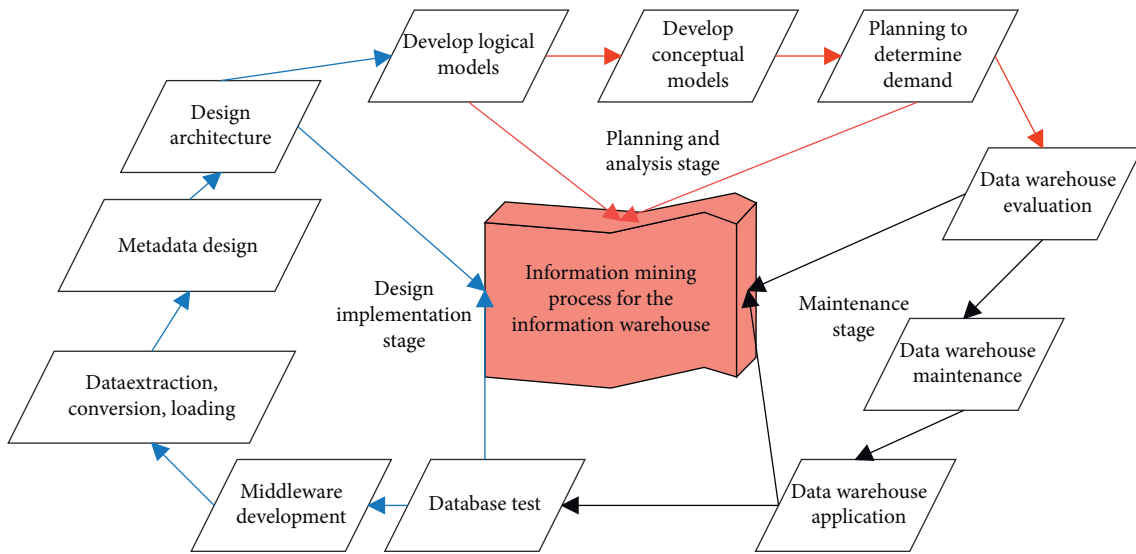 Develop logical
models
Develop
conceptual
models
Planning to
determine
demand
Design
architecture
Planning and
analysis stage
Data warehouse
evaluation
Metadata design
Information mining
process for the
information warehouse
Design
implementation
stage
Maintenance
stage
Data warehouse
maintenance
Dataextraction,
conversion, loading
Middleware
development
Database test
Data warehouse
application